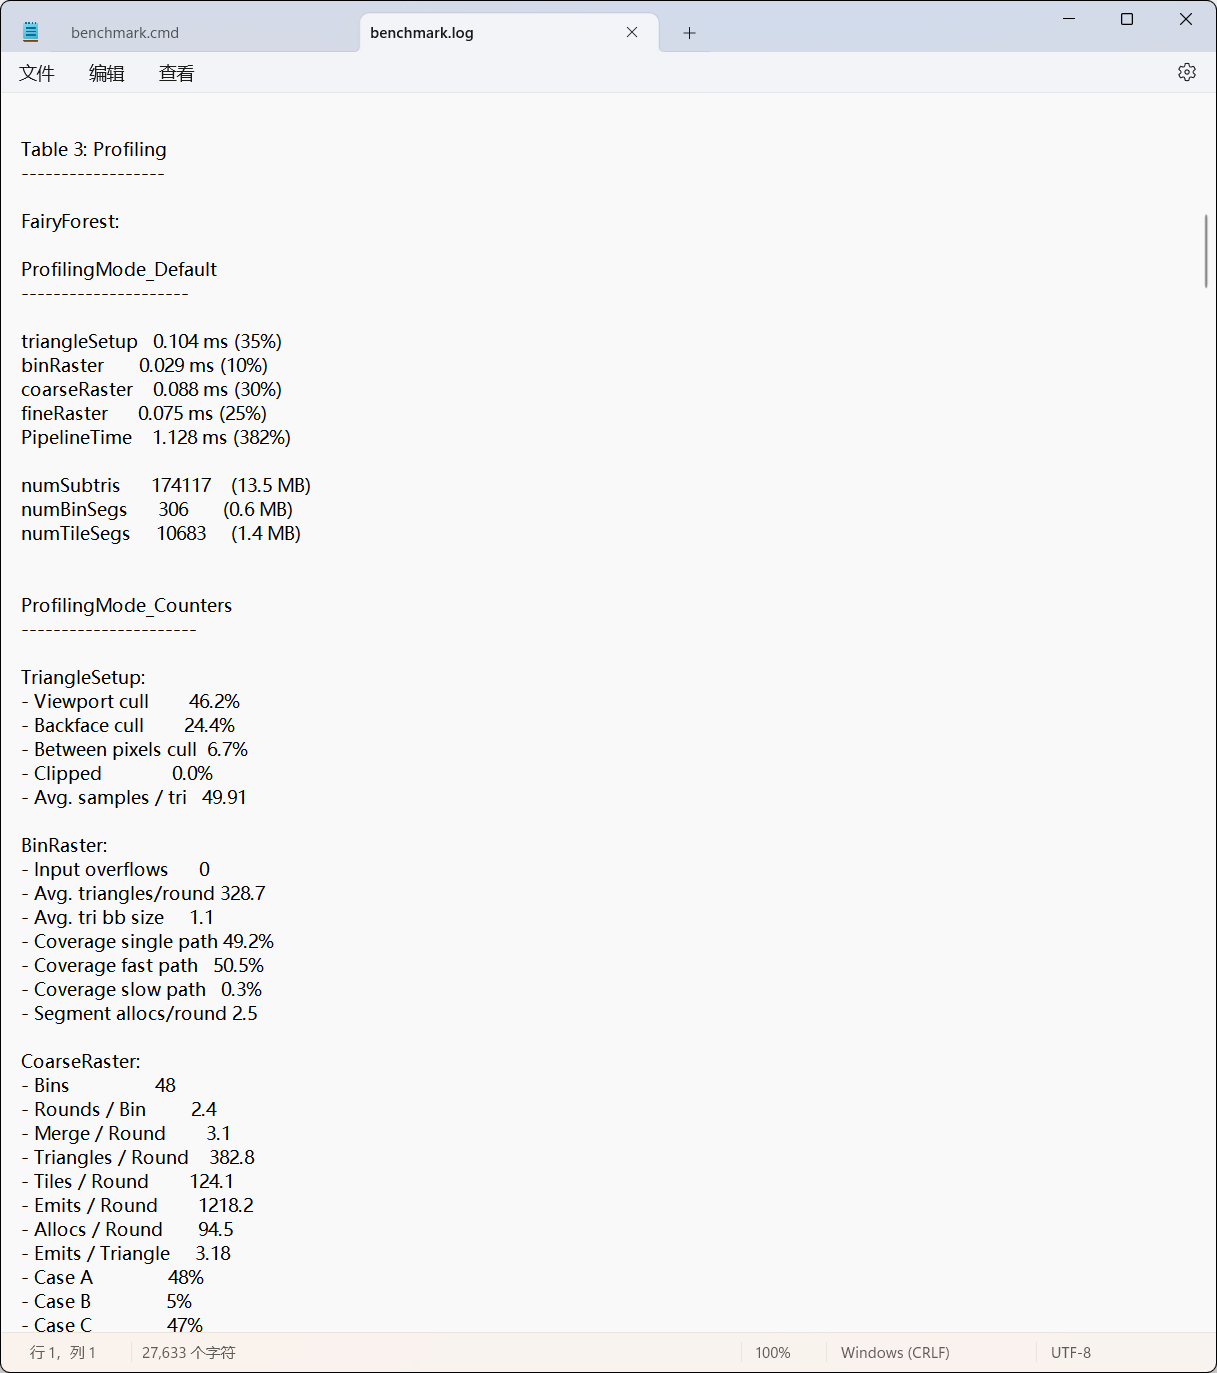 benchmark.cmd
benchmark.log
文件 编辑 查看
Table 3: Profiling
------------------
FairyForest:
ProfilingMode_Default
---------------------
triangleSetup 0.104 ms (35%)
binRaster 0.029 ms (10%)
coarseRaster 0.088 ms (30%)
fineRaster 0.075 ms (25%)
PipelineTime 1.128 ms (382%)
numSubtris 174117 (13.5 MB)
numBinSegs 306 (0.6 MB)
numTileSegs 10683 (1.4 MB)
ProfilingMode_Counters
----------------------
TriangleSetup:
- Viewport cull 46.2%
- Backface cull 24.4%
- Between pixels cull 6.7%
- Clipped 0.0%
- Avg. samples / tri 49.91
BinRaster:
- Input overflows 0
- Avg. triangles/round 328.7
- Avg. tri bb size 1.1
- Coverage single path 49.2%
- Coverage fast path 50.5%
- Coverage slow path 0.3%
- Segment allocs/round 2.5
CoarseRaster:
- Bins 48
- Rounds / Bin 2.4
- Merge / Round 3.1
- Triangles / Round 382.8
- Tiles / Round 124.1
- Emits / Round 1218.2
- Allocs / Round 94.5
- Emits / Triangle 3.18
- Case A 48%
- Case B 5%
- Case C 47%
行 1，列 1 27,633 个字符 100% Windows (CRLF) UTF-8